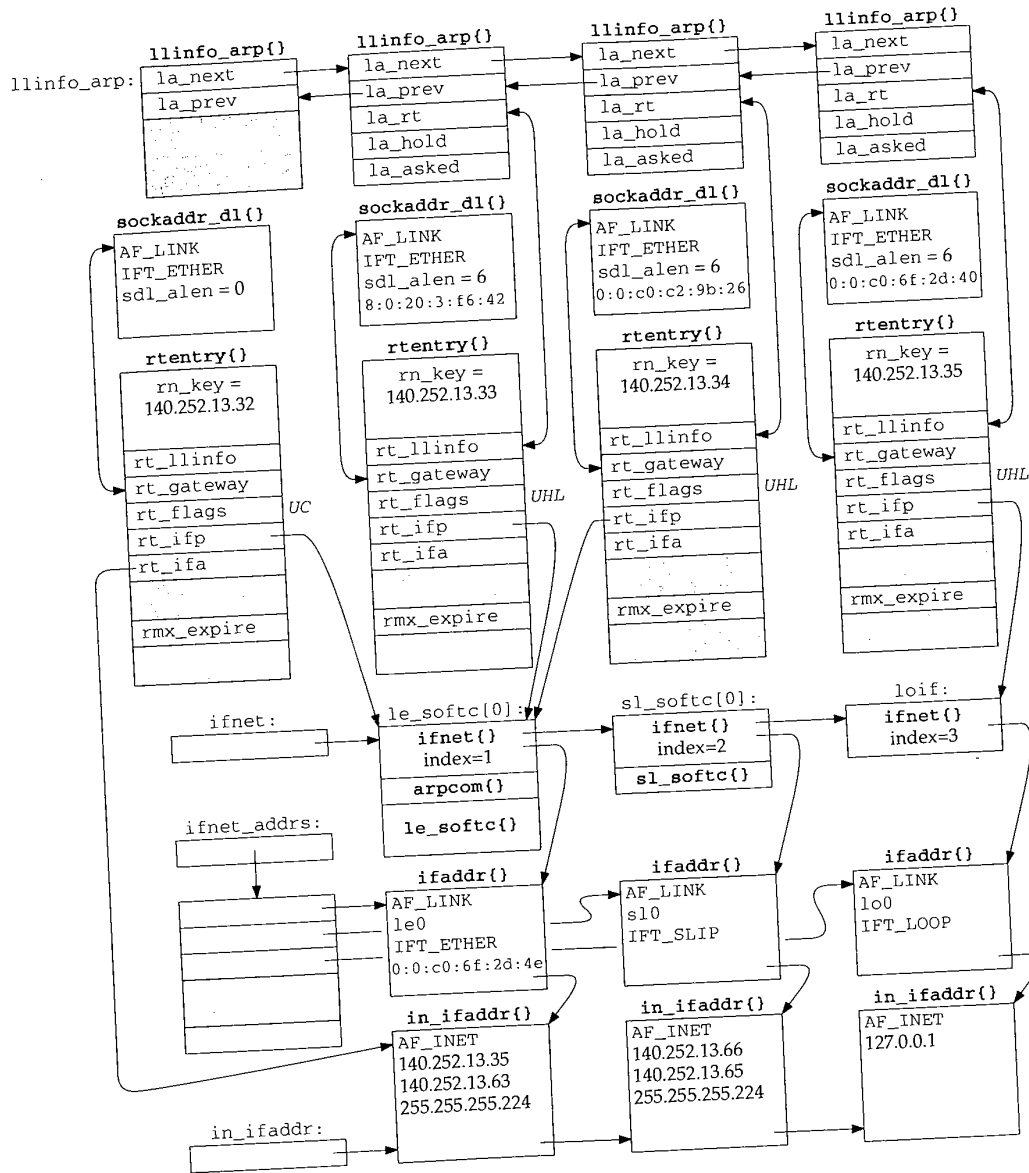 llinfo_arp{}
llinfo_arp{}
llinfo_arp{}
llinfo_arp{}
llinfo_arp:
la_next
la_prev
la_next
la_prev
la_rt
la_hold
la_asked
la_next
la_prev
la_rt
la_hold
la_asked
la_next
la_prev
la_rt
la_hold
la_asked
sockaddr_dl{}
AF_LINK
IFT_ETHER
sdl_alen = 0
sockaddr_dl{}
AF_LINK
IFT_ETHER
sdl_alen = 6
8:0:20:3:f6:42
sockaddr_dl{}
AF_LINK
IFT_ETHER
sdl_alen = 6
0:0:c0:c2:9b:26
sockaddr_dl{}
AF_LINK
IFT_ETHER
sdl_alen = 6
0:0:c0:6f:2d:40
rtentry{}
rn_key =
140.252.13.32
rt_llinfo
rt_gateway
rt_flags
rt_ifp
rt_ifa
rmx_expire
UC
rtentry{}
rn_key =
140.252.13.33
rt_llinfo
rt_gateway
rt_flags
rt_ifp
rt_ifa
rmx_expire
UHL
rtentry{}
rn_key =
140.252.13.34
rt_llinfo
rt_gateway
rt_flags
rt_ifp
rt_ifa
rmx_expire
UHL
rtentry{}
rn_key =
140.252.13.35
rt_llinfo
rt_gateway
rt_flags
rt_ifp
rt_ifa
rmx_expire
UHL
ifnet:
le_softc[0]:
ifnet{}
index=1
arpcom{}
le_softc{}
sl_softc[0]:
ifnet{}
index=2
sl_softc{}
loif:
ifnet{}
index=3
ifnet_addrs:
ifaddr{}
AF_LINK
le0
IFT_ETHER
0:0:c0:6f:2d:4e
ifaddr{}
AF_LINK
sl0
IFT_SLIP
ifaddr{}
AF_LINK
lo0
IFT_LOOP
in_ifaddr{}
AF_INET
140.252.13.35
140.252.13.63
255.255.255.224
in_ifaddr{}
AF_INET
140.252.13.66
140.252.13.65
255.255.255.224
in_ifaddr{}
AF_INET
127.0.0.1
in_ifaddr: